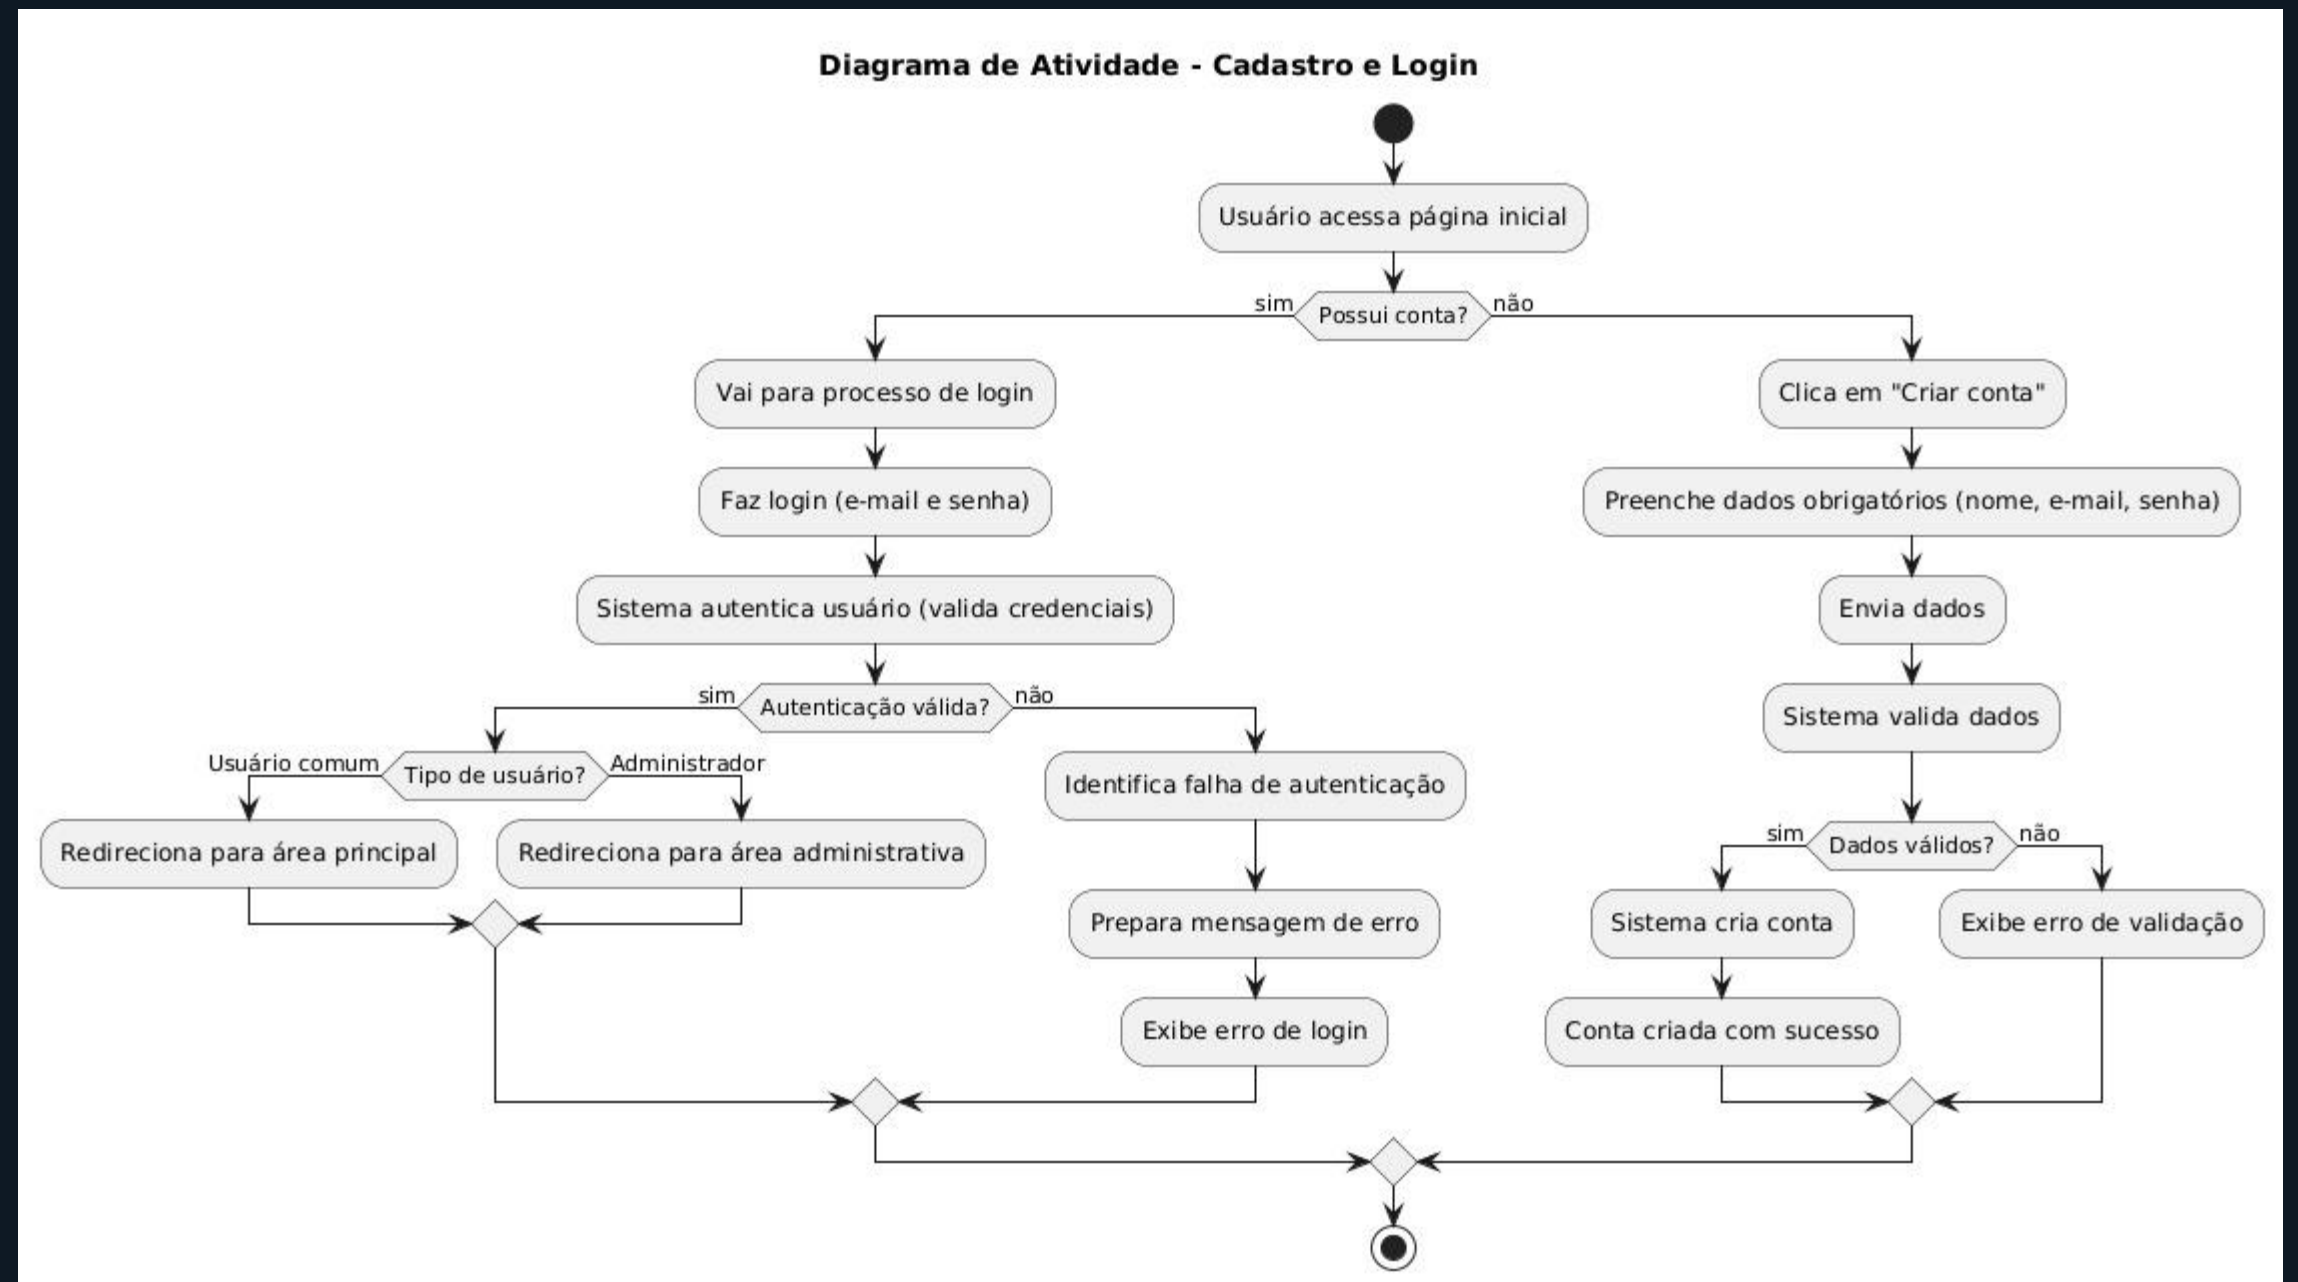 Diagrama de Atividade - Cadastro e Login
Usuário acessa página inicial
sim
Possui conta?
não
Vai para processo de login
Clica em "Criar conta"
Faz login (e-mail e senha)
Preenche dados obrigatórios (nome, e-mail, senha)
Sistema autentica usuário (valida credenciais)
Envia dados
sim
Autenticação válida?
não
Sistema valida dados
Usuário comum
Tipo de usuário?
Administrador
Identifica falha de autenticação
sim
Dados válidos?
não
Redireciona para área principal
Redireciona para área administrativa
Prepara mensagem de erro
Sistema cria conta
Exibe erro de validação
Exibe erro de login
Conta criada com sucesso